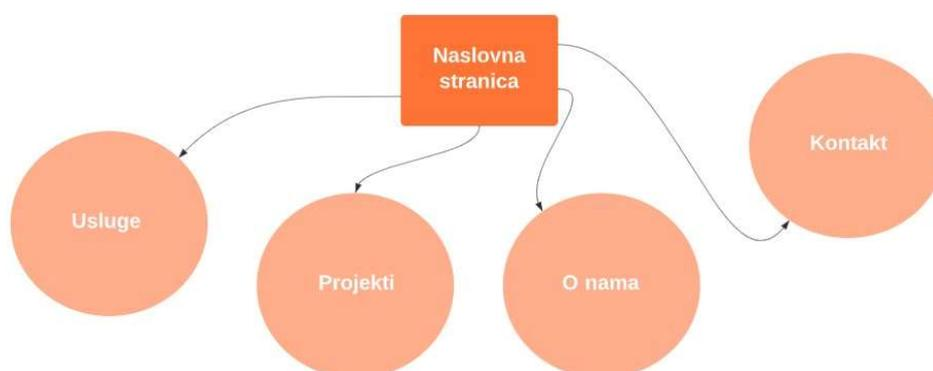 Naslovna
stranica
Usluge
Projekti
O nama
Kontakt